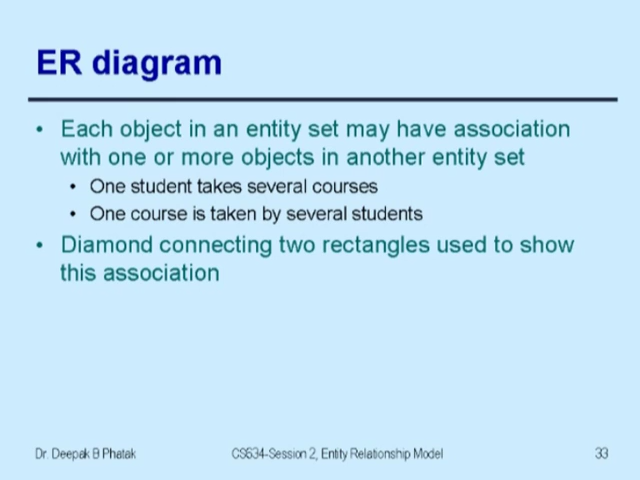 ER diagram
• Each object in an entity set may have association
with one or more objects in another entity set
• One student takes several courses
• One course is taken by several students
• Diamond connecting two rectangles used to show
this association
Dr. Deepak B Phatak CS634-Session 2, Entity Relationship Model 33